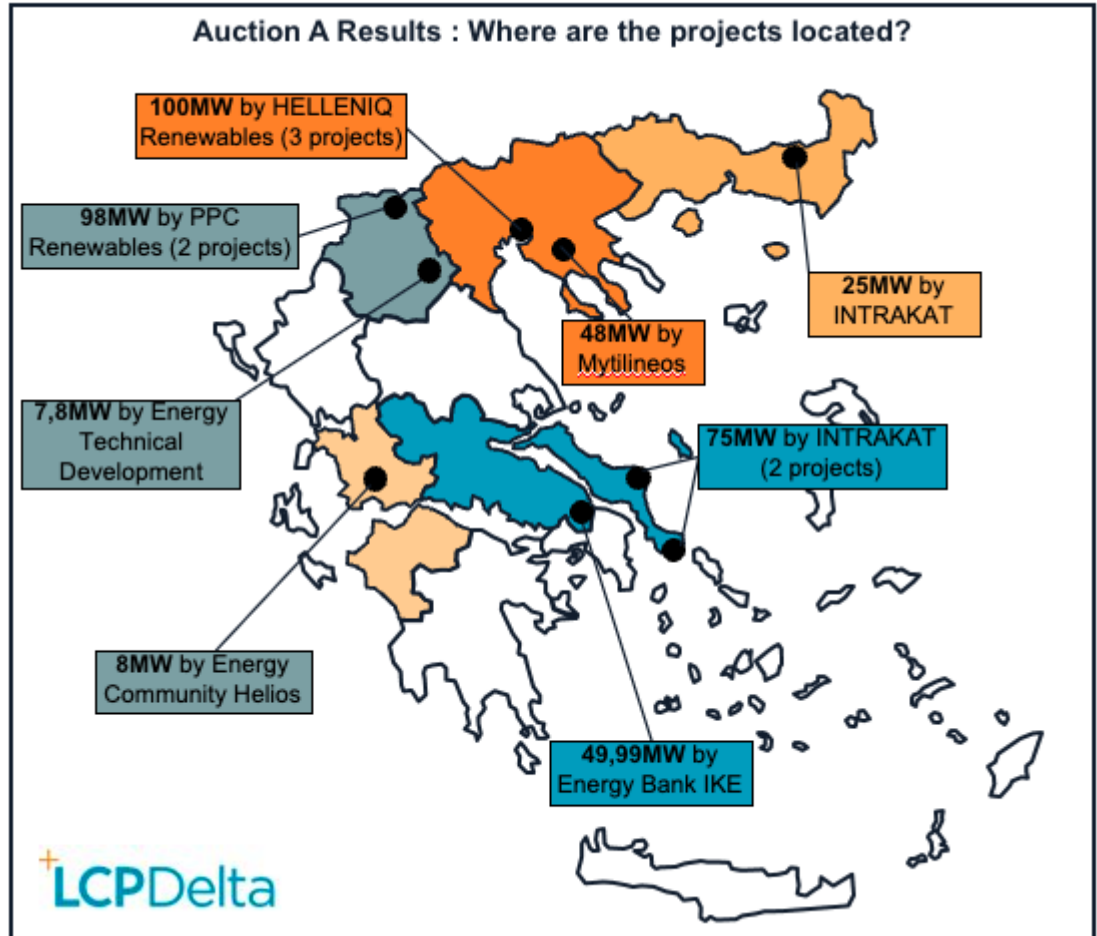 Auction A Results : Where are the projects located?
100MW by HELLENIQ
Renewables (3 projects)
98MW by PPC
Renewables (2 projects)
25MW by
INTRAKAT
48MW by
Mytilineos
7,8MW by Energy
Technical
Development
75MW by INTRAKAT
(2 projects)
8MW by Energy
Community Helios
49,99MW by
Energy Bank IKE
LCPDelta